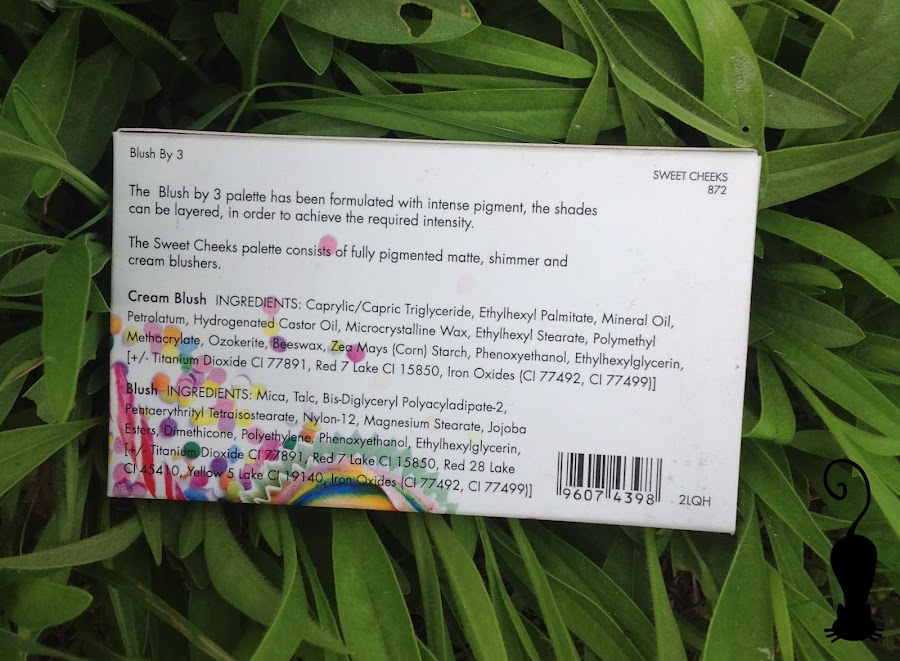 Blush By 3
SWEET CHEEKS
872
The Blush by 3 palette has been formulated with intense pigment, the shades
can be layered, in order to achieve the required intensity.
The Sweet Cheeks palette consists of fully pigmented matte, shimmer and
cream blushers.
Cream Blush INGREDIENTS: Caprylic/Capric Triglyceride, Ethylhexyl Palmitate, Mineral Oil,
Petrolatum, Hydrogenated Castor Oil, Microcrystalline Wax, Ethylhexyl Stearate, Polymethyl
Methacrylate, Ozokerite, Beeswax, Zea Mays (Corn) Starch, Phenoxyethanol, Ethylhexylglycerin,
[+/- Titanium Dioxide CI 77891, Red 7 Lake CI 15850, Iron Oxides (CI 77492, CI 77499)]
Blush INGREDIENTS: Mica, Talc, Bis-Diglyceryl Polyacyladipate-2,
Pentaerythrityl Tetraisostearate, Nylon-12, Magnesium Stearate, Jojoba
Esters, Dimethicone, Polyethylene, Phenoxyethanol, Ethylhexylglycerin,
[+/- Titanium Dioxide CI 77891, Red 7 Lake CI 15850, Red 28 Lake
CI 45410, Yellow 5 Lake CI 19140, Iron Oxides (CI 77492, CI 77499)]
9607 4398
2LQH